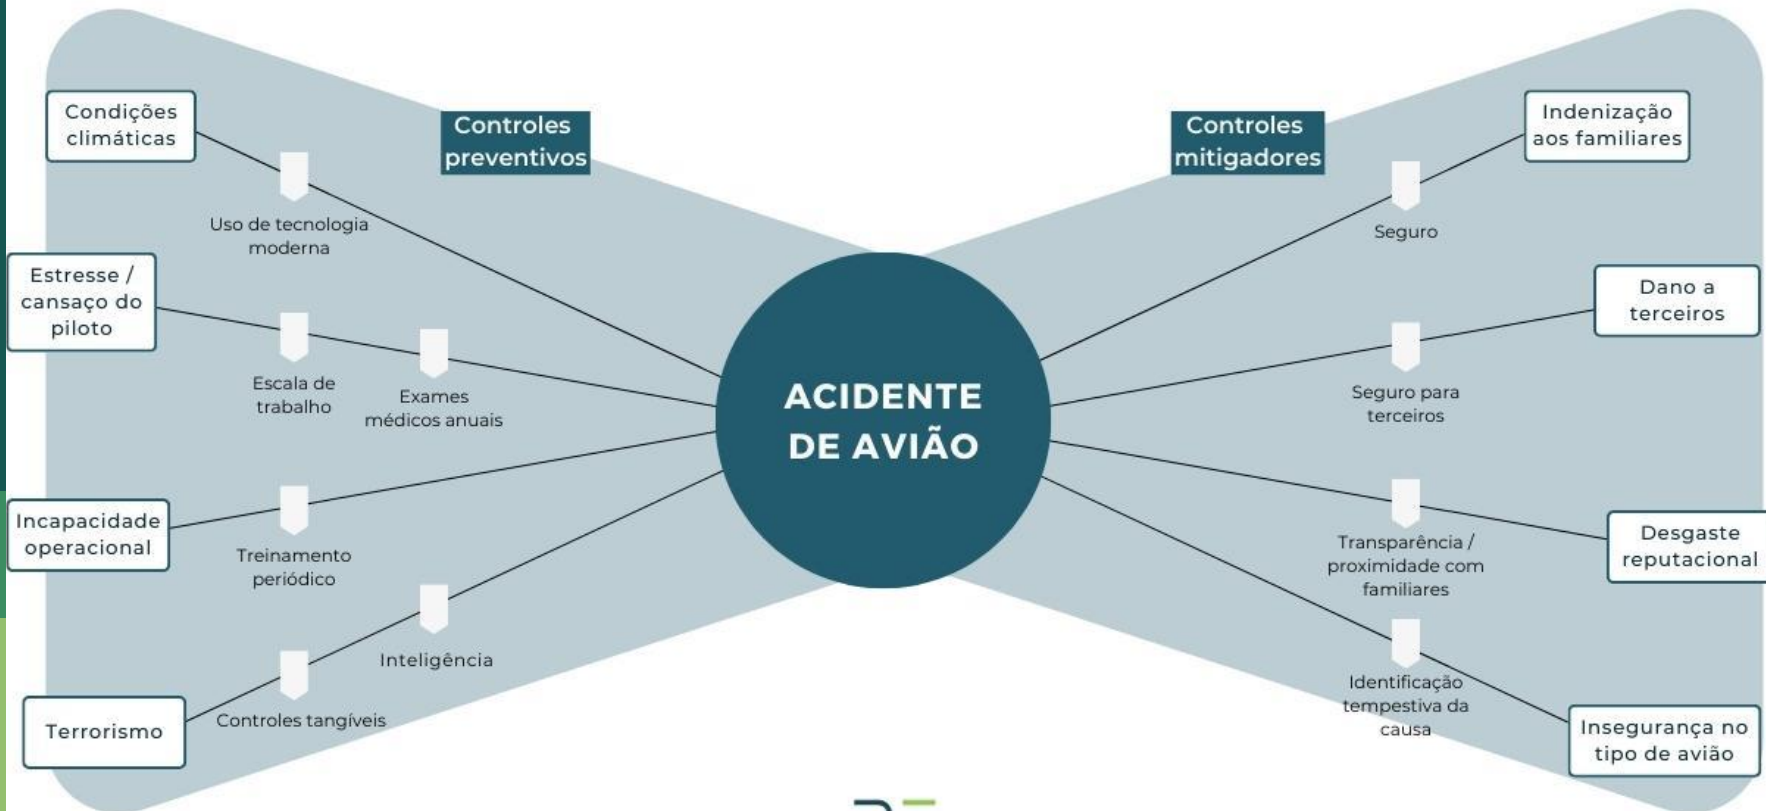 Condições
climáticas
Controles
preventivos
Uso de tecnologia
moderna
Estresse /
cansaço do
piloto
Escala de
trabalho
Exames
médicos anuais
Incapacidade
operacional
Treinamento
periódico
Inteligência
Terrorismo
Controles tangíveis
ACIDENTE
DE AVIÃO
Controles
mitigadores
Indenização
aos familiares
Seguro
Dano a
terceiros
Seguro para
terceiros
Desgaste
reputacional
Transparência /
proximidade com
familiares
Identificação
tempestiva da
causa
Insegurança no
tipo de avião